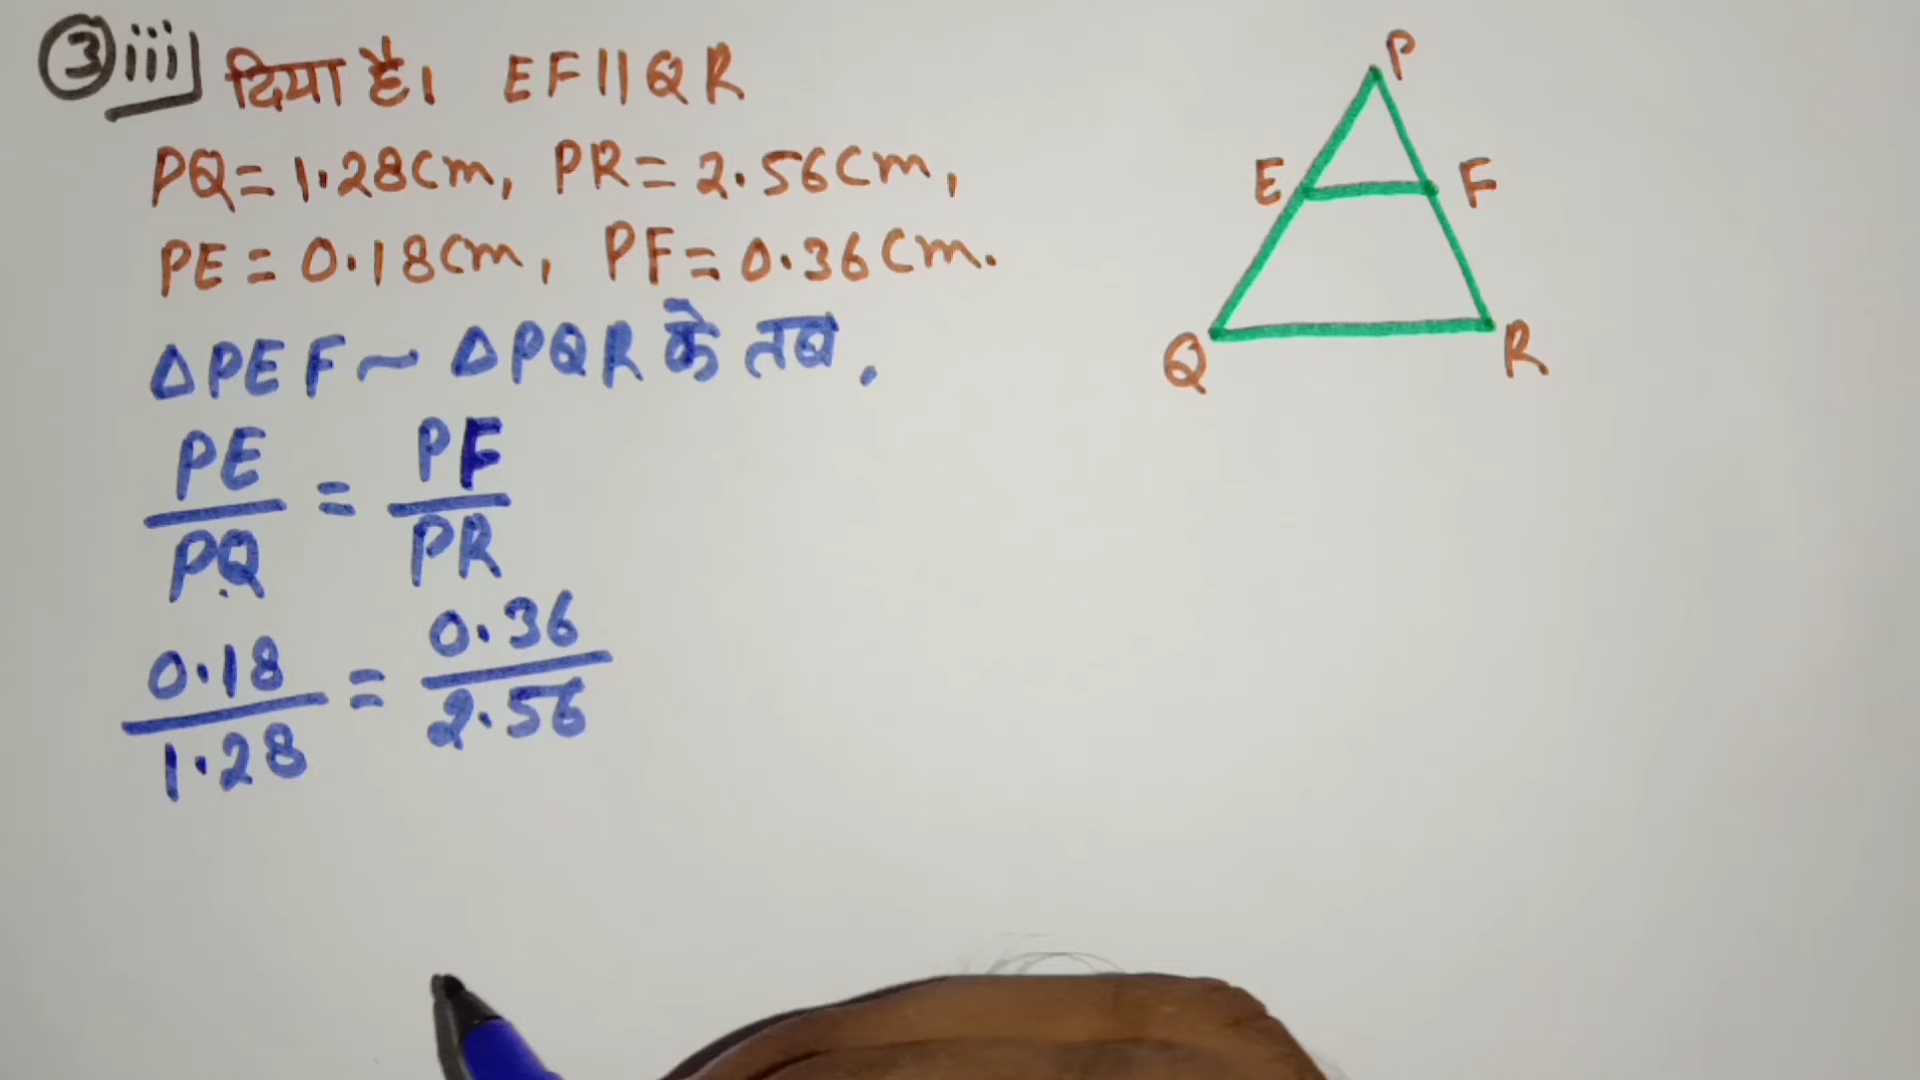 3 iii] दिया है। EF||QR
PQ = 1.28cm, PR = 2.56cm,
PE = 0.18cm, PF = 0.36cm.
ΔPEF ~ ΔPQR के तब,
PE/PQ = PF/PR
0.18/1.28 = 0.36/2.56
P
E F
Q R